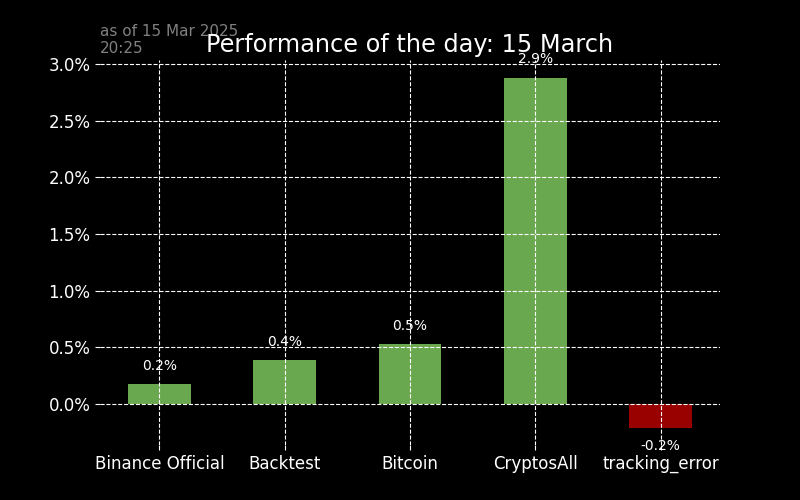 as of 15 Mar 2025
20:25
Performance of the day: 15 March
3.0%
2.5%
2.0%
1.5%
1.0%
0.5%
0.0%
0.2%
0.4%
0.5%
2.9%
-0.2%
Binance Official
Backtest
Bitcoin
CryptosAll
tracking_error